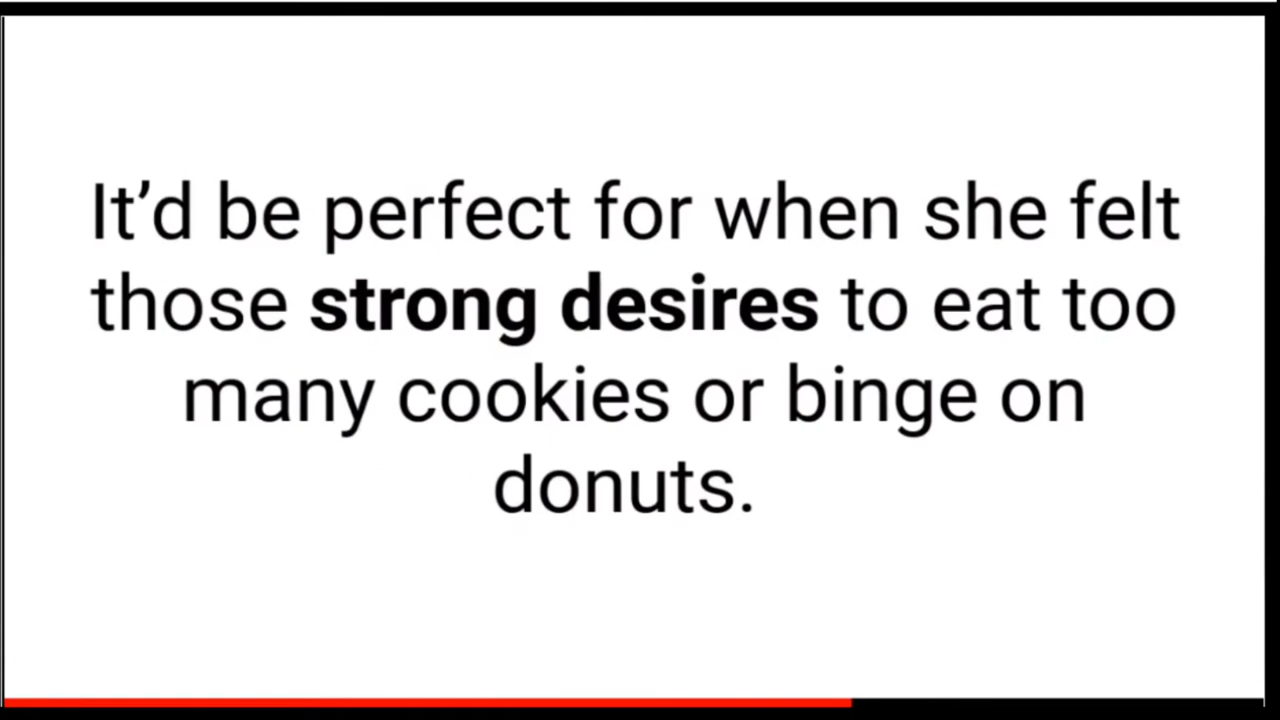 It’d be perfect for when she felt
those strong desires to eat too
many cookies or binge on
donuts.